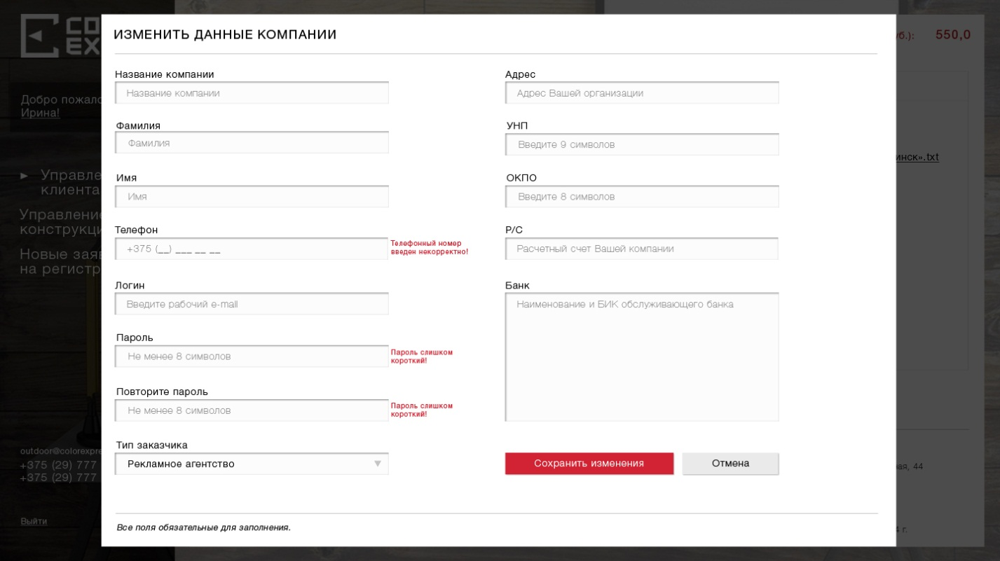 ИЗМЕНИТЬ ДАННЫЕ КОМПАНИИ
Название компании
Название компании
Фамилия
Фамилия
Имя
Имя
Телефон
+375 (__) ___ __ __
Телефонный номер
введен некорректно!
Логин
Введите рабочий e-mall
Пароль
Не менее 8 символов
Пароль слишком
короткий!
Повторите пароль
Не менее 8 символов
Пароль слишком
короткий!
Тип заказчика
Рекламное агентство
Адрес
Адрес Вашей организации
УНП
Введите 9 символов
ОКПО
Введите 8 символов
Р/С
Расчетный счет Вашей компании
Банк
Наименование и БИК обслуживающего банка
Сохранить изменения
Отмена
Все поля обязательные для заполнения.
CO
EX
Добро пожало
Ирина!
Управле
клиента
Управление
конструкци
Новые заяв
на регистр
outdoor@colorexpre
+375 (29) 777
+375 (29) 777
Выйти
уб.): 550,0
инск».txt
ая, 44
4 г.